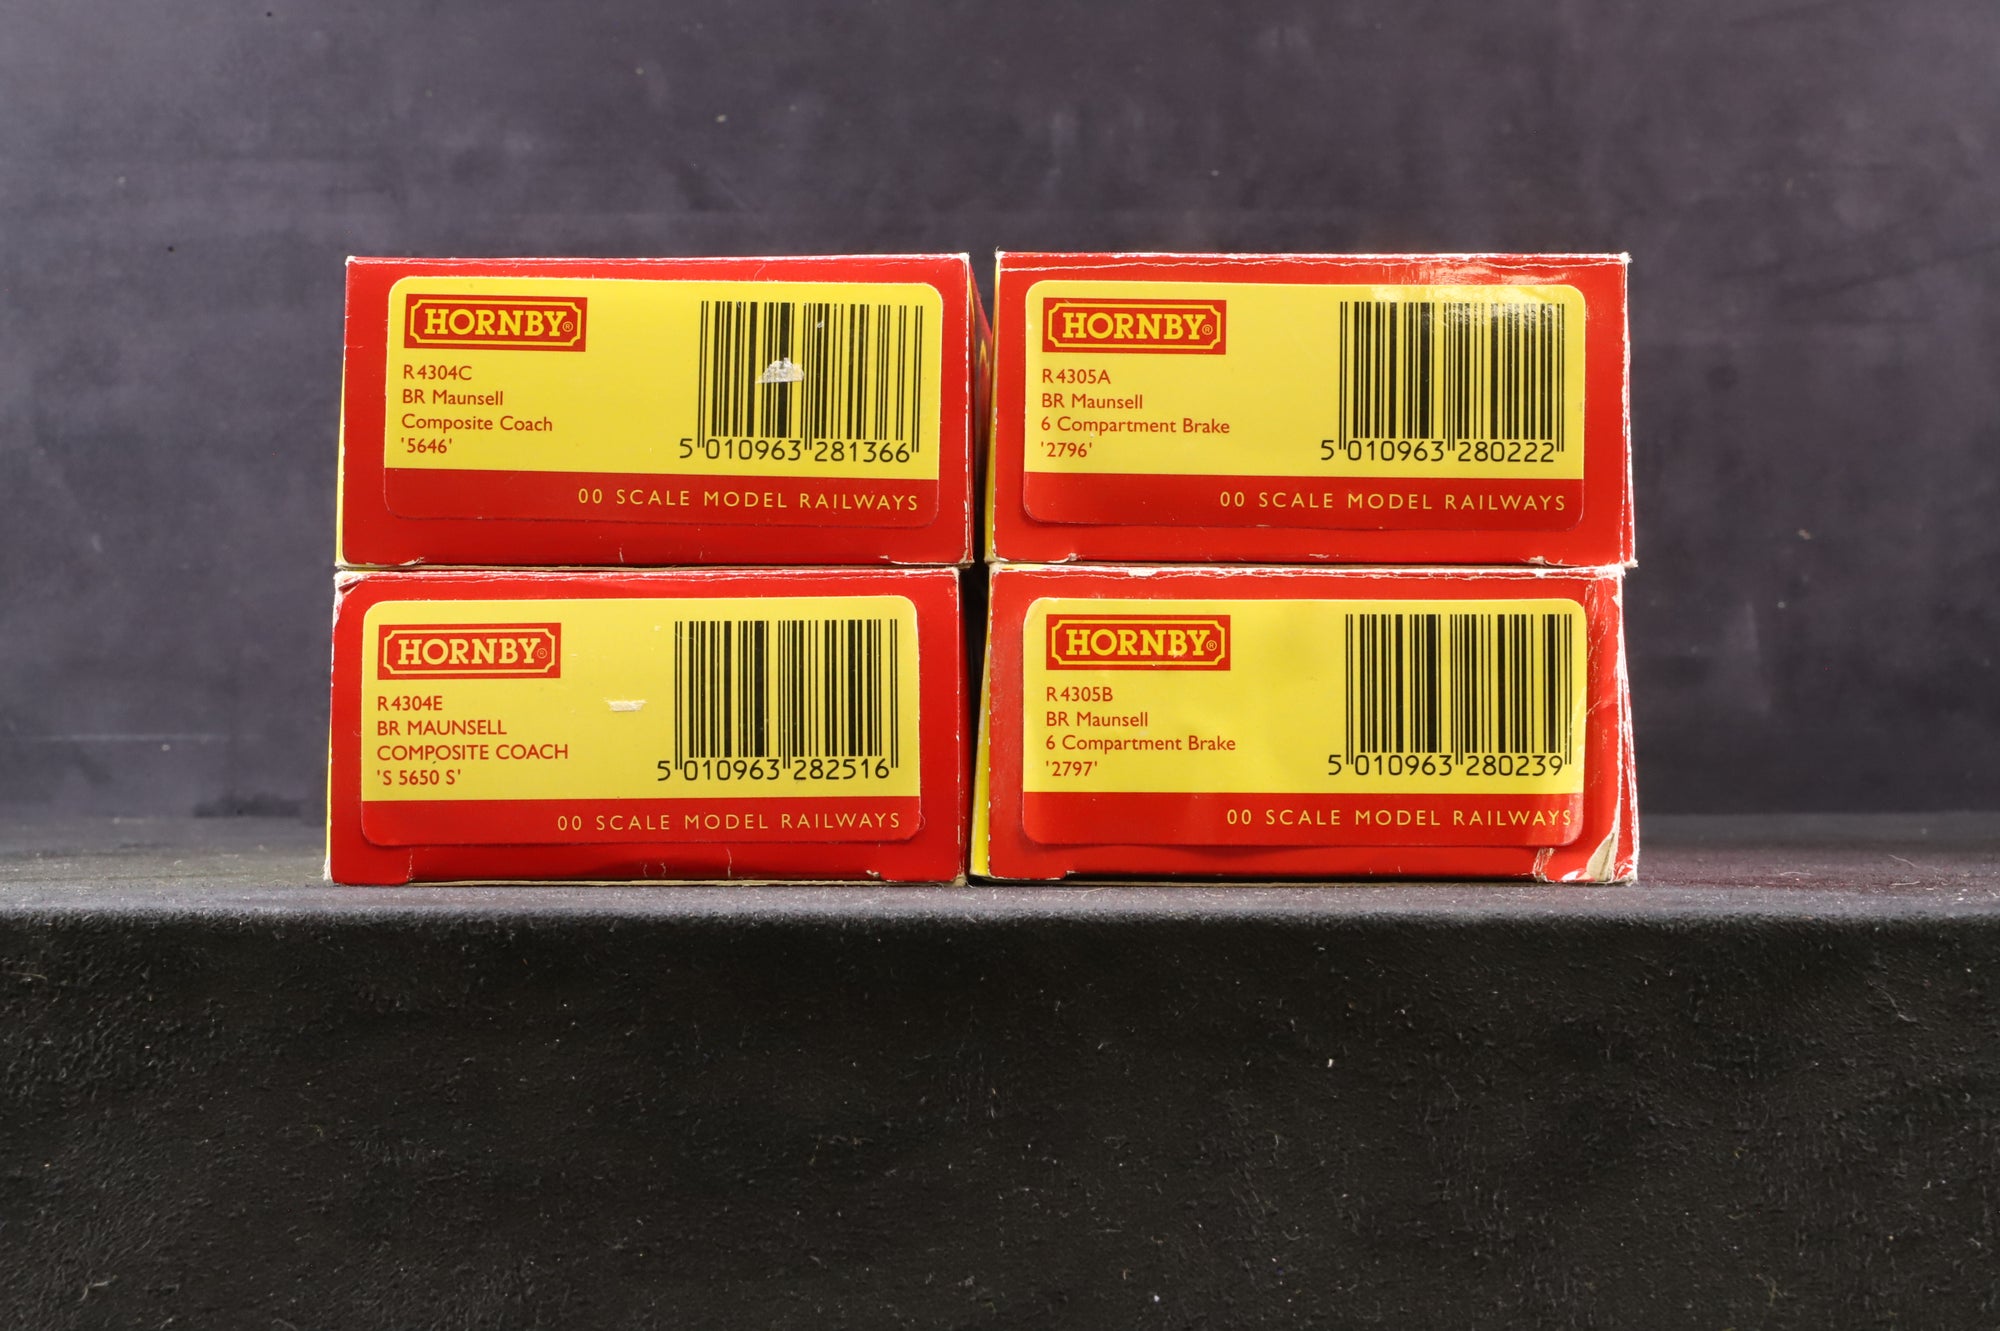 HORNBY®
R4304C
BR Maunsell
Composite Coach
'5646'
5 010963 281366
00 SCALE MODEL RAILWAYS
HORNBY®
R4305A
BR Maunsell
6 Compartment Brake
'2796'
5 010963 280222
00 SCALE MODEL RAILWAYS
HORNBY®
R4304E
BR MAUNSELL
COMPOSITE COACH
'S 5650 S'
5 010963 282516
00 SCALE MODEL RAILWAYS
HORNBY®
R4305B
BR Maunsell
6 Compartment Brake
'2797'
5 010963 280239
00 SCALE MODEL RAILWAYS